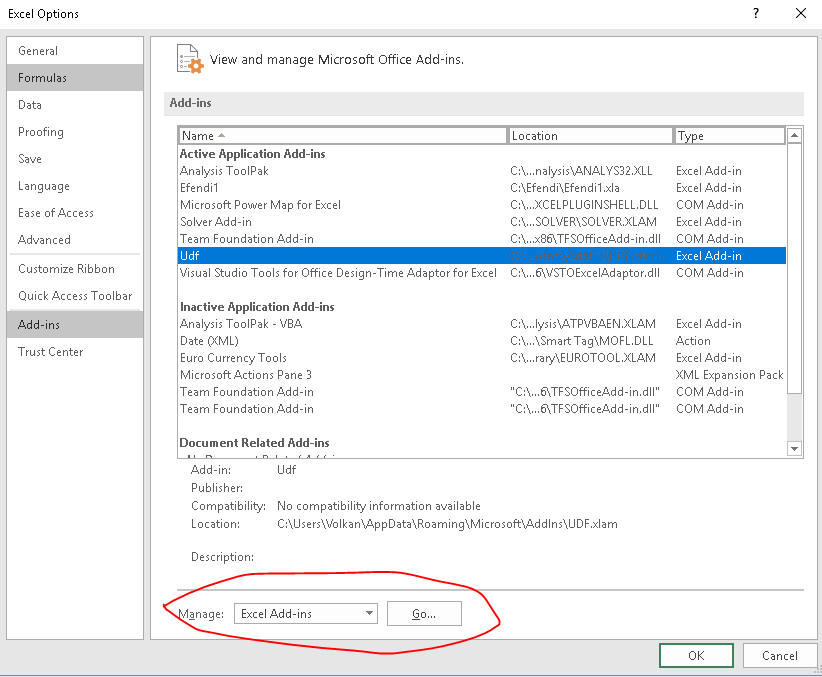 Excel Options
?
General
Formulas
Data
Proofing
Save
Language
Ease of Access
Advanced
Customize Ribbon
Quick Access Toolbar
Add-ins
Trust Center
View and manage Microsoft Office Add-ins.
Add-ins
Name Location Type
Active Application Add-ins
Analysis ToolPak C:\...nalysis\ANALYS32.XLL Excel Add-in
Efendi1 C:\Efendi\Efendi1.xla Excel Add-in
Microsoft Power Map for Excel C:\...XCELPLUGINSHELL.DLL COM Add-in
Solver Add-in C:\...SOLVER\SOLVER.XLAM Excel Add-in
Team Foundation Add-in C:\...x86\TFSOfficeAdd-in.dll COM Add-in
Udf Excel Add-in
Visual Studio Tools for Office Design-Time Adaptor for Excel C:\...6\VSTOExcelAdaptor.dll COM Add-in
Inactive Application Add-ins
Analysis ToolPak - VBA C:\...lysis\ATPVBAEN.XLAM Excel Add-in
Date (XML) C:\...\Smart Tag\MOFL.DLL Action
Euro Currency Tools C:\...rary\EUROTOOL.XLAM Excel Add-in
Microsoft Actions Pane 3 XML Expansion Pack
Team Foundation Add-in "C:\...6\TFSOfficeAdd-in.dll" COM Add-in
Team Foundation Add-in "C:\...6\TFSOfficeAdd-in.dll" COM Add-in
Document Related Add-ins
Add-in: Udf
Publisher:
Compatibility: No compatibility information available
Location: C:\Users\Volkan\AppData\Roaming\Microsoft\AddIns\UDF.xlam
Description:
Manage: Excel Add-ins Go...
OK Cancel